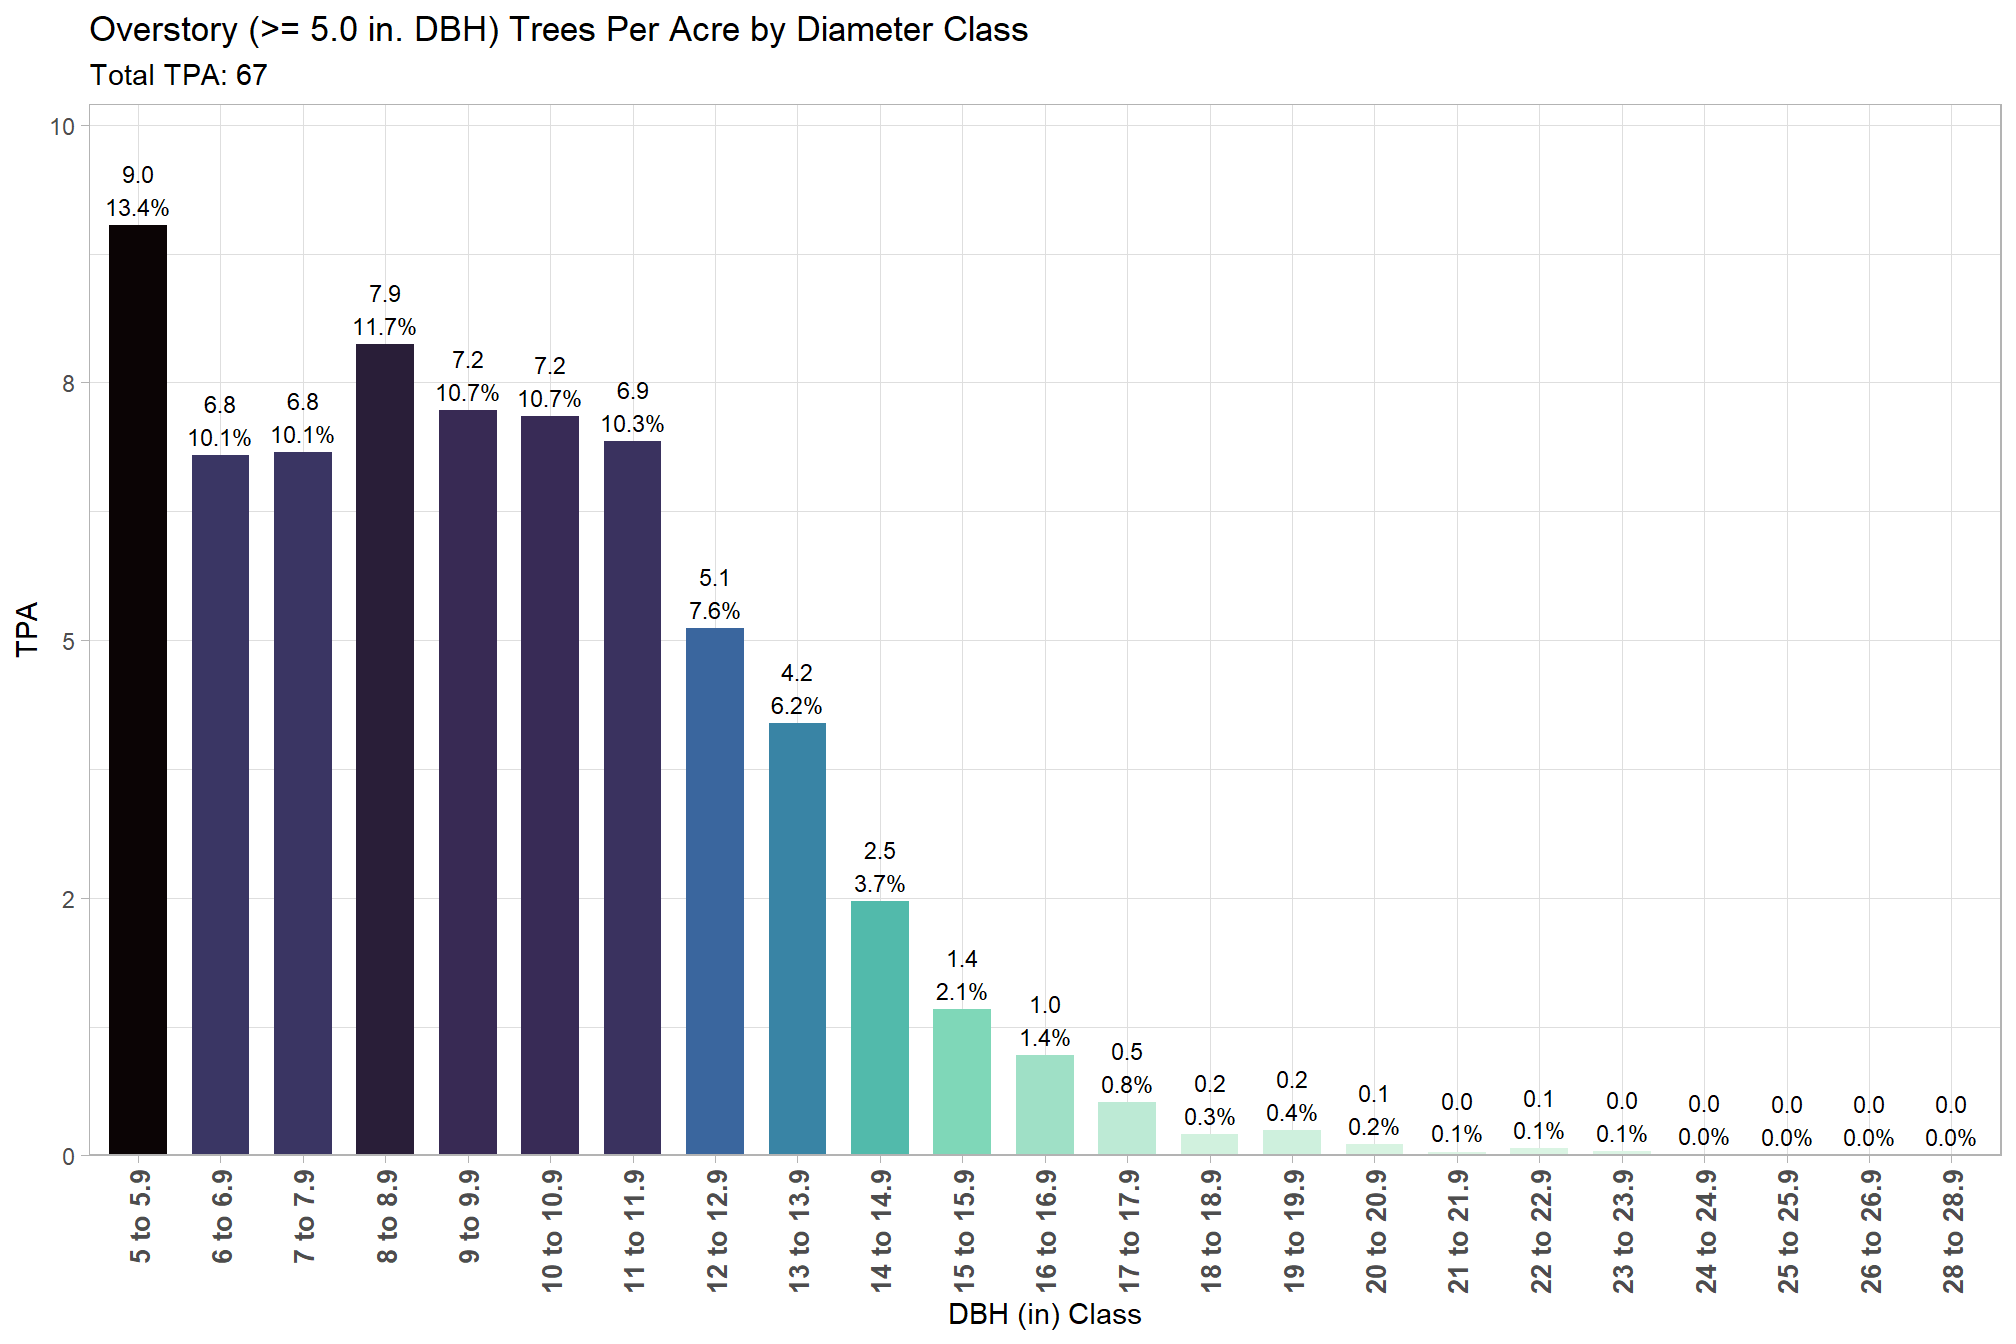 Overstory (>= 5.0 in. DBH) Trees Per Acre by Diameter Class
Total TPA: 67
TPA
10
8
5
2
0
9.0
13.4%
6.8
10.1%
6.8
10.1%
7.9
11.7%
7.2
10.7%
7.2
10.7%
6.9
10.3%
5.1
7.6%
4.2
6.2%
2.5
3.7%
1.4
2.1%
1.0
1.4%
0.5
0.8%
0.2
0.3%
0.2
0.4%
0.1
0.2%
0.0
0.1%
0.1
0.1%
0.0
0.1%
0.0
0.0%
0.0
0.0%
0.0
0.0%
0.0
0.0%
5 to 5.9
6 to 6.9
7 to 7.9
8 to 8.9
9 to 9.9
10 to 10.9
11 to 11.9
12 to 12.9
13 to 13.9
14 to 14.9
15 to 15.9
16 to 16.9
17 to 17.9
18 to 18.9
19 to 19.9
20 to 20.9
21 to 21.9
22 to 22.9
23 to 23.9
24 to 24.9
25 to 25.9
26 to 26.9
28 to 28.9
DBH (in) Class